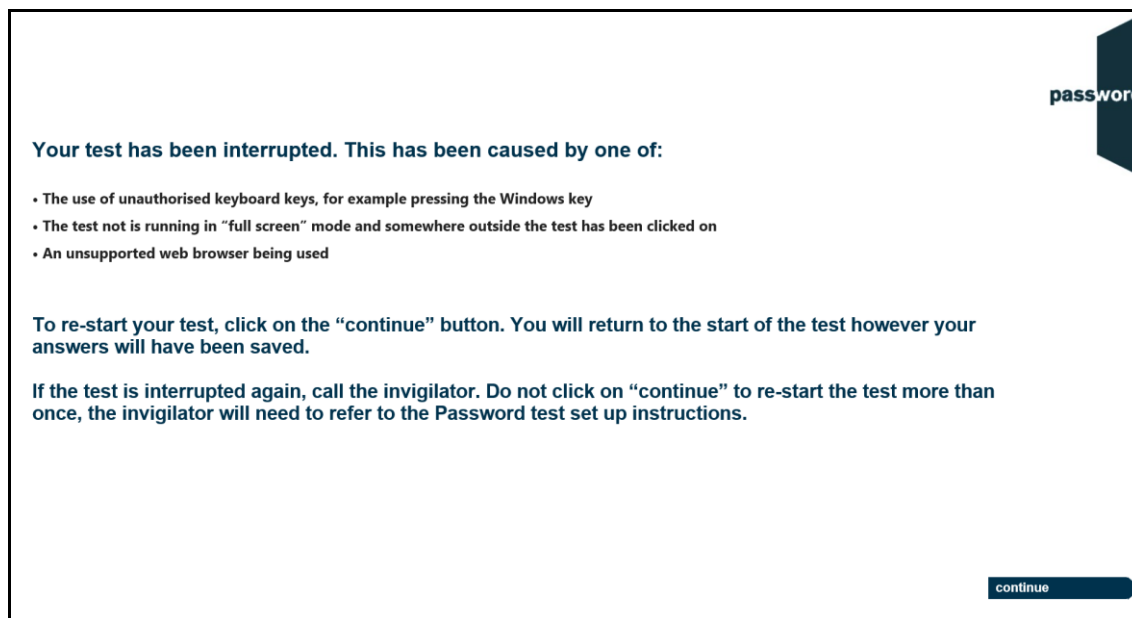 password
Your test has been interrupted. This has been caused by one of:
• The use of unauthorised keyboard keys, for example pressing the Windows key
• The test not is running in “full screen” mode and somewhere outside the test has been clicked on
• An unsupported web browser being used
To re-start your test, click on the “continue” button. You will return to the start of the test however your
answers will have been saved.
If the test is interrupted again, call the invigilator. Do not click on “continue” to re-start the test more than
once, the invigilator will need to refer to the Password test set up instructions.
continue